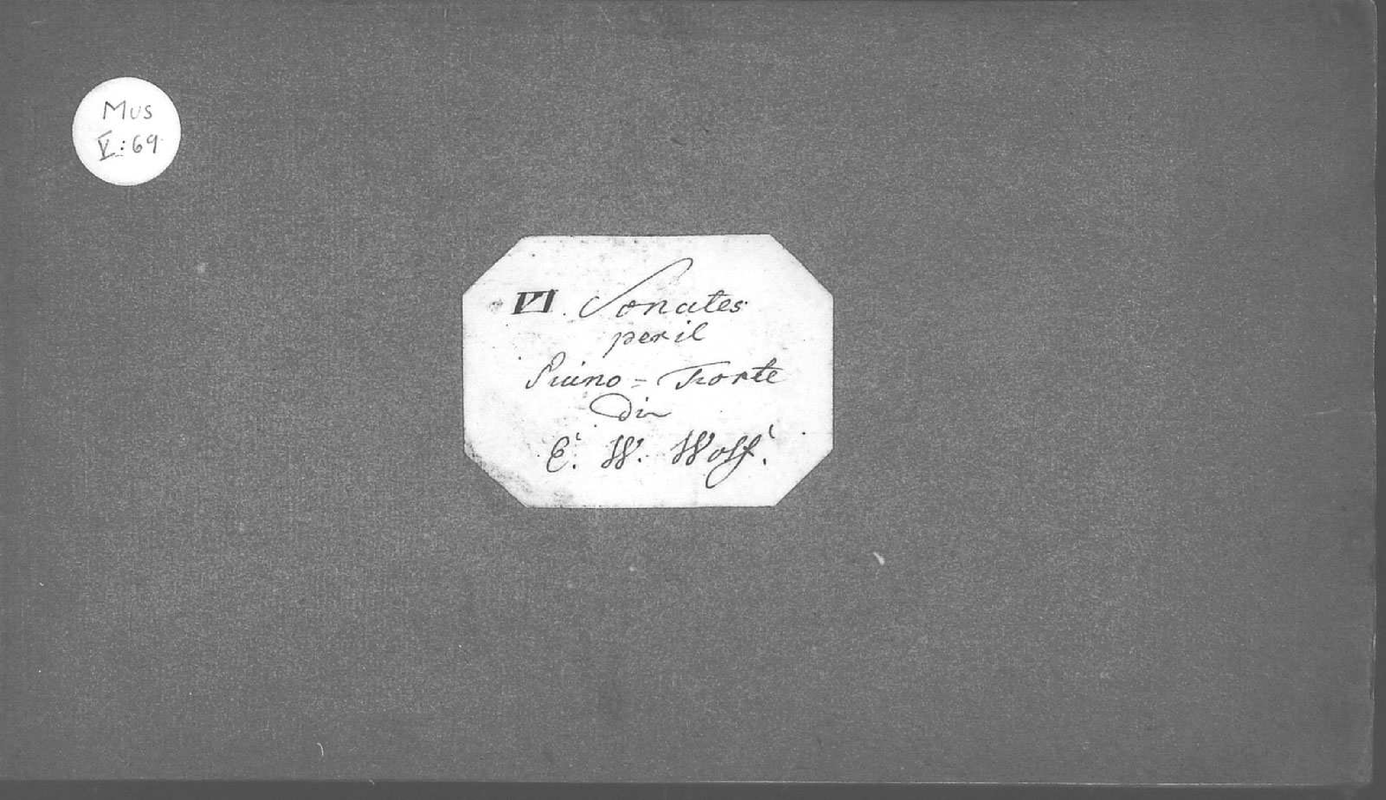 Mus
V:69
VI. Sonates
per il
Piano = Forte
di
E. W. Wolf.